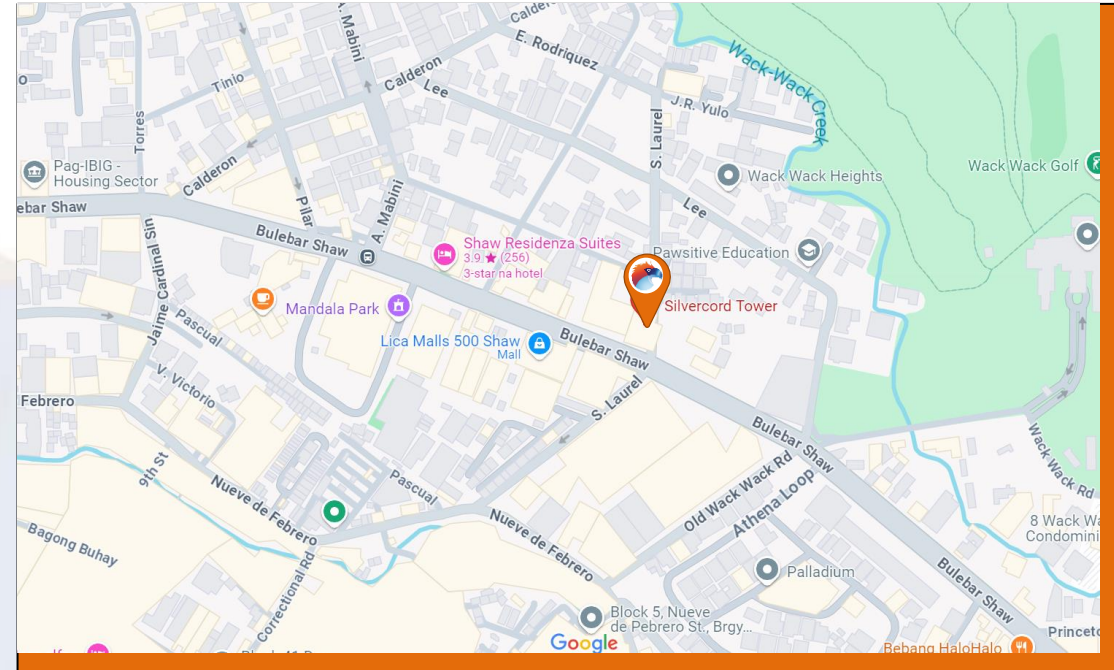 Calderon
A. Mabini
E. Rodriquez
Wack-Wack Creek
Tinio
Calderon
Lee
J.R. Yulo
Torres
S. Laurel
Pag-IBIG -
Housing Sector
Wack Wack Golf
Wack Wack Heights
Calderon
A. Mabini
Pilar
Lee
ebar Shaw
Bulebar Shaw
Shaw Residenza Suites
3.9 ★ (256)
3-star na hotel
Pawsitive Education
Jaime Cardinal Sin
Mandala Park
Silvercord Tower
Pascual
Lica Malls 500 Shaw
Mall
Bulebar Shaw
V. Victorio
S. Laurel
Febrero
Bulebar Shaw
Wack Wack Rd
9th St
Pascual
Old Wack Wack Rd
Athena Loop
Nueve de Febrero
Nueve de Febrero
8 Wack Wa
Condomini
Bagong Buhay
Palladium
Bulebar Shaw
Correctional Rd
Block 5, Nueve
de Pebrero St., Brgy...
Princet
Google
Bebang HaloHalo